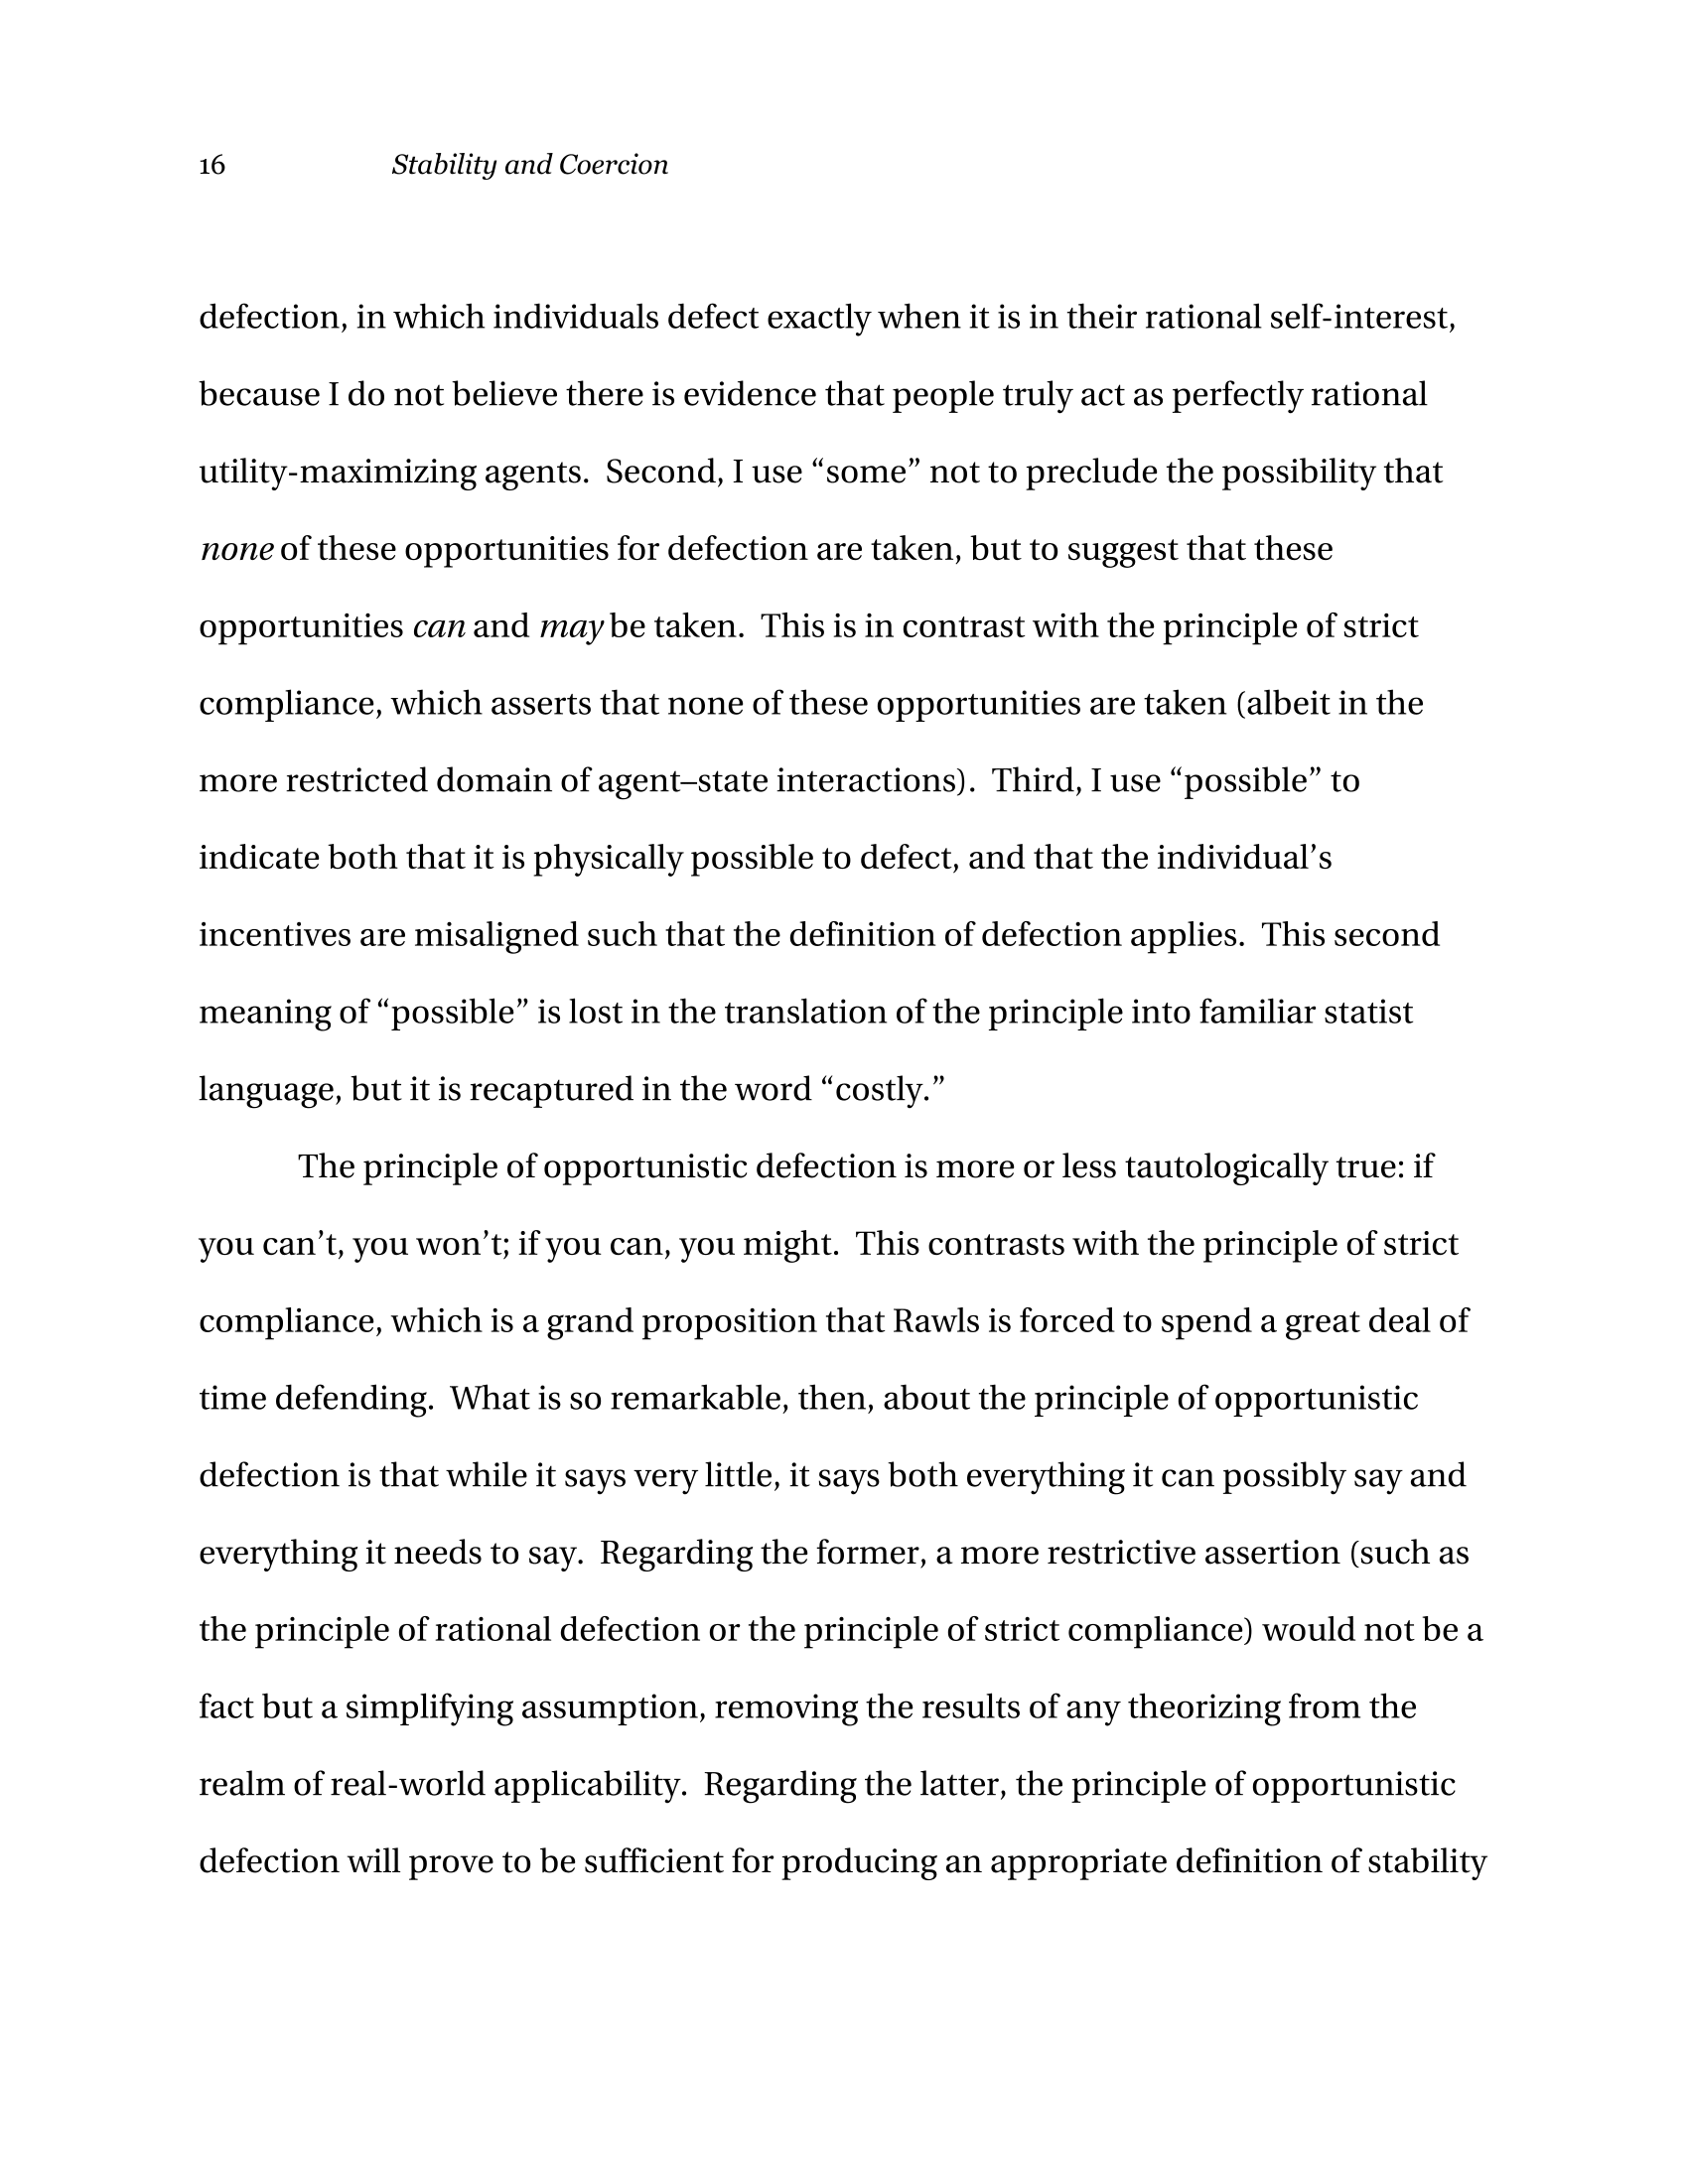 16 Stability and Coercion
defection, in which individuals defect exactly when it is in their rational self-interest,
because I do not believe there is evidence that people truly act as perfectly rational
utility-maximizing agents.  Second, I use “some” not to preclude the possibility that
none of these opportunities for defection are taken, but to suggest that these
opportunities can and may be taken.  This is in contrast with the principle of strict
compliance, which asserts that none of these opportunities are taken (albeit in the
more restricted domain of agent–state interactions).  Third, I use “possible” to
indicate both that it is physically possible to defect, and that the individual’s
incentives are misaligned such that the definition of defection applies.  This second
meaning of “possible” is lost in the translation of the principle into familiar statist
language, but it is recaptured in the word “costly.”
The principle of opportunistic defection is more or less tautologically true: if
you can’t, you won’t; if you can, you might.  This contrasts with the principle of strict
compliance, which is a grand proposition that Rawls is forced to spend a great deal of
time defending.  What is so remarkable, then, about the principle of opportunistic
defection is that while it says very little, it says both everything it can possibly say and
everything it needs to say.  Regarding the former, a more restrictive assertion (such as
the principle of rational defection or the principle of strict compliance) would not be a
fact but a simplifying assumption, removing the results of any theorizing from the
realm of real-world applicability.  Regarding the latter, the principle of opportunistic
defection will prove to be sufficient for producing an appropriate definition of stability